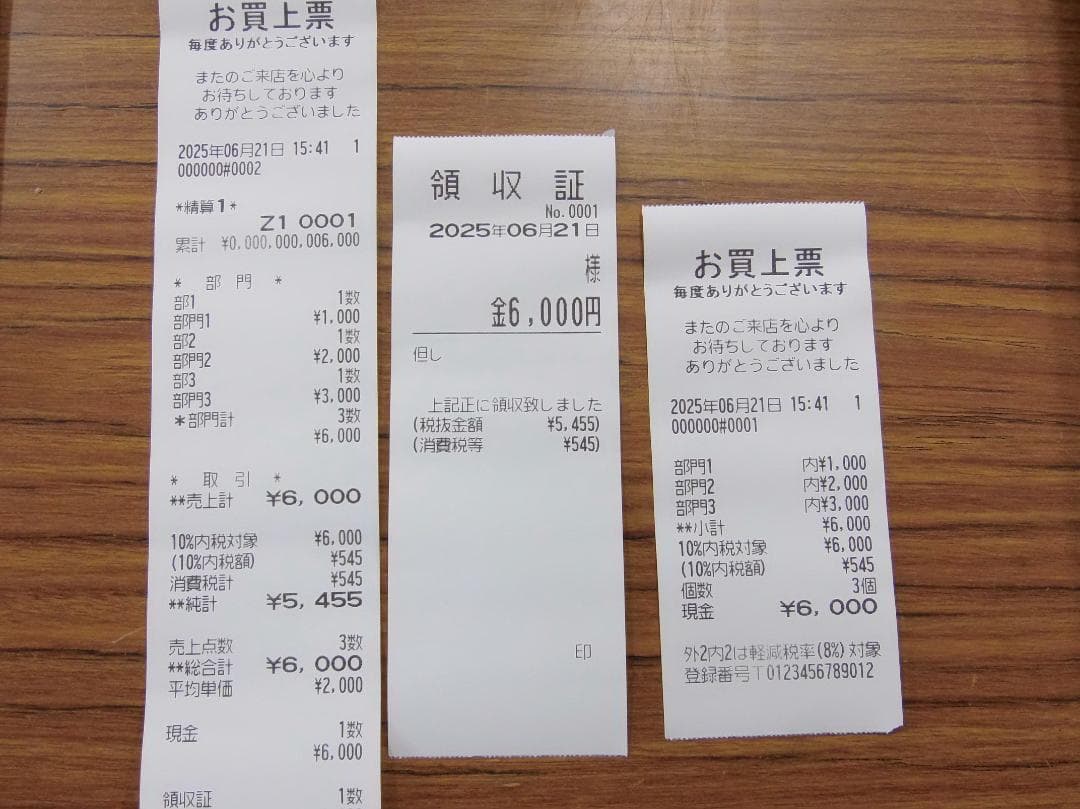 お買上票
毎度ありがとうございます
またのご来店を心より
お待ちしております
ありがとうございました
2025年06月21日 15:41 1
000000#0002
*精算1*
Z1 0001
累計 ¥0,000,000,006,000
* 部 門 *
部1 1数
部門1 ¥1,000
部2 1数
部門2 ¥2,000
部3 1数
部門3 ¥3,000
*部門計 3数
¥6,000
* 取 引 *
**売上計 ¥6,000
10%内税対象 ¥6,000
(10%内税額) ¥545
消費税計 ¥545
**純計 ¥5,455
売上点数 3数
**総合計 ¥6,000
平均単価 ¥2,000
現金 1数
¥6,000
領収証 1数
領 収 証
No.0001
2025年06月21日
様
金6,000円
但し
上記正に領収致しました
(税抜金額 ¥5,455)
(消費税等 ¥545)
印
お買上票
毎度ありがとうございます
またのご来店を心より
お待ちしております
ありがとうございました
2025年06月21日 15:41 1
000000#0001
部門1 内¥1,000
部門2 内¥2,000
部門3 内¥3,000
**小計 ¥6,000
10%内税対象 ¥6,000
(10%内税額) ¥545
個数 3個
現金 ¥6,000
外2内2は軽減税率(8%)対象
登録番号T0123456789012